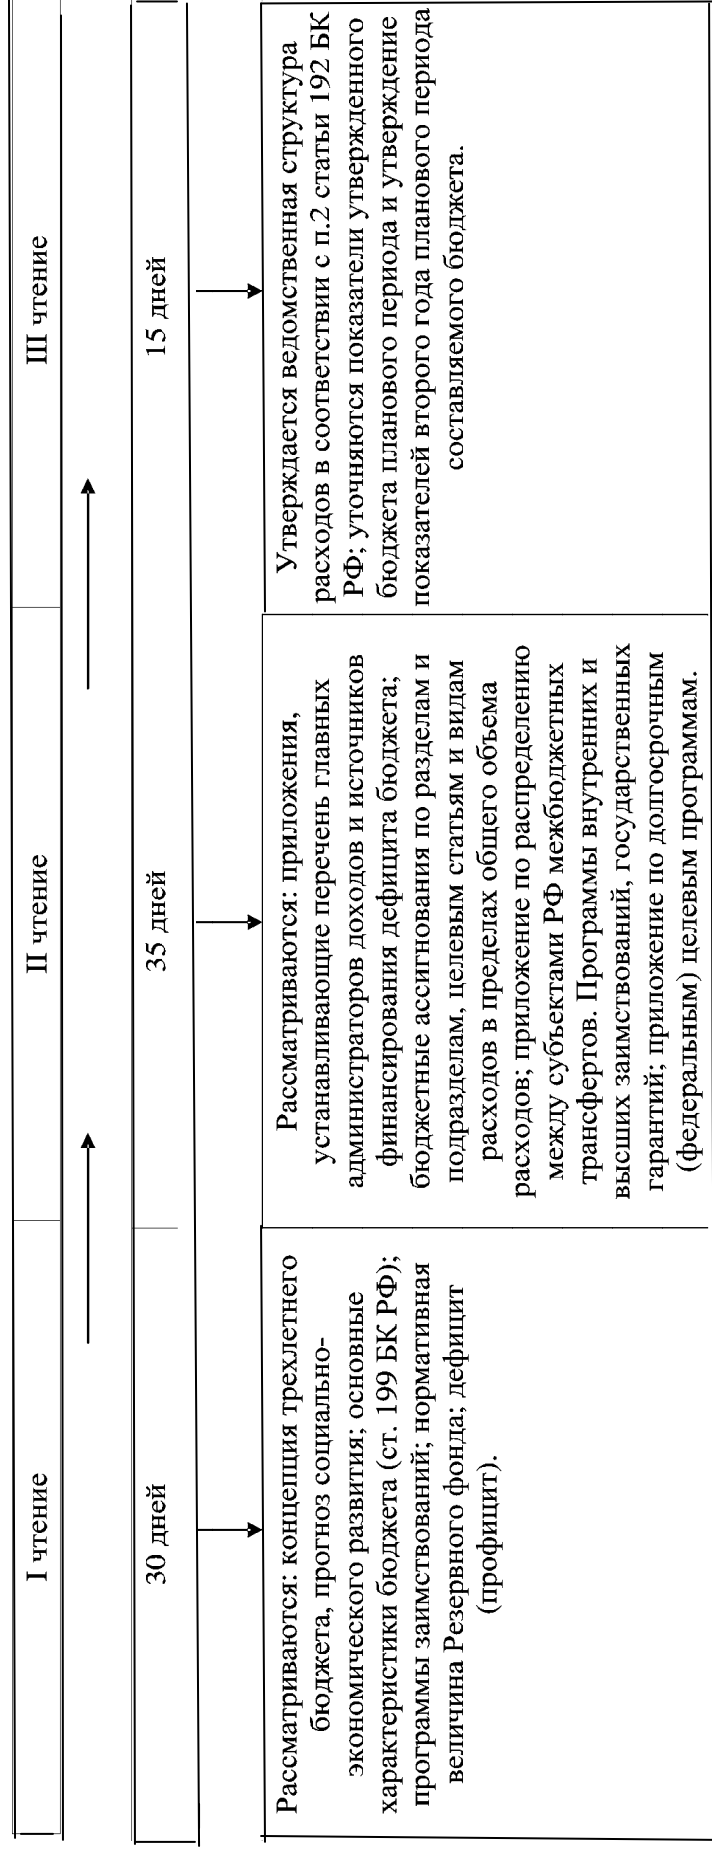 I чтение
II чтение
III чтение
30 дней
35 дней
15 дней
Рассматриваются: концепция трехлетнего
бюджета, прогноз социально-
экономического развития; основные
характеристики бюджета (ст. 199 БК РФ);
программы заимствований; нормативная
величина Резервного фонда; дефицит
(профицит).
Рассматриваются: приложения,
устанавливающие перечень главных
администраторов доходов и источников
финансирования дефицита бюджета;
бюджетные ассигнования по разделам и
подразделам, целевым статьям и видам
расходов в пределах общего объема
расходов; приложение по распределению
между субъектами РФ межбюджетных
трансфертов. Программы внутренних и
высших заимствований, государственных
гарантий; приложение по долгосрочным
(федеральным) целевым программам.
Утверждается ведомственная структура
расходов в соответствии с п.2 статьи 192 БК
РФ; уточняются показатели утвержденного
бюджета планового периода и утверждение
показателей второго года планового периода
составляемого бюджета.